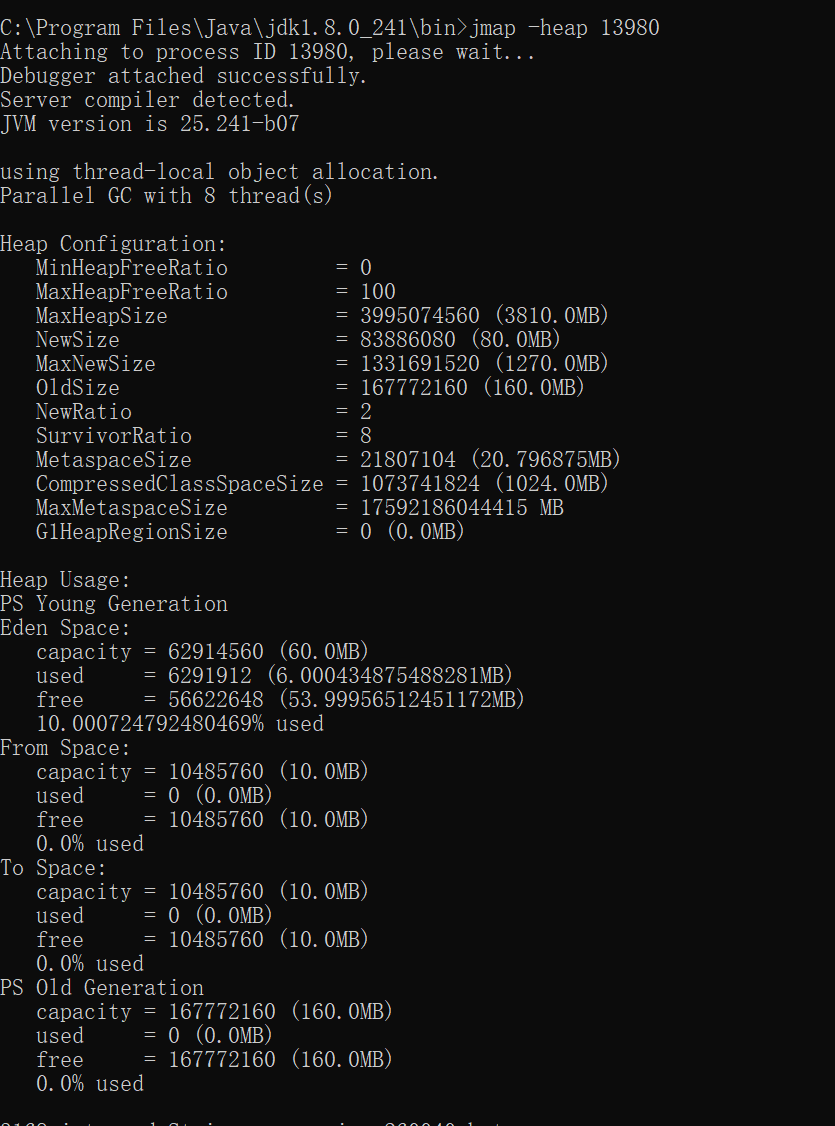 C:\Program Files\Java\jdk1.8.0_241\bin>jmap -heap 13980
Attaching to process ID 13980, please wait...
Debugger attached successfully.
Server compiler detected.
JVM version is 25.241-b07
using thread-local object allocation.
Parallel GC with 8 thread(s)
Heap Configuration:
MinHeapFreeRatio = 0
MaxHeapFreeRatio = 100
MaxHeapSize = 3995074560 (3810.0MB)
NewSize = 83886080 (80.0MB)
MaxNewSize = 1331691520 (1270.0MB)
OldSize = 167772160 (160.0MB)
NewRatio = 2
SurvivorRatio = 8
MetaspaceSize = 21807104 (20.796875MB)
CompressedClassSpaceSize = 1073741824 (1024.0MB)
MaxMetaspaceSize = 17592186044415 MB
G1HeapRegionSize = 0 (0.0MB)
Heap Usage:
PS Young Generation
Eden Space:
capacity = 62914560 (60.0MB)
used = 6291912 (6.000434875488281MB)
free = 56622648 (53.99956512451172MB)
10.000724792480469% used
From Space:
capacity = 10485760 (10.0MB)
used = 0 (0.0MB)
free = 10485760 (10.0MB)
0.0% used
To Space:
capacity = 10485760 (10.0MB)
used = 0 (0.0MB)
free = 10485760 (10.0MB)
0.0% used
PS Old Generation
capacity = 167772160 (160.0MB)
used = 0 (0.0MB)
free = 167772160 (160.0MB)
0.0% used